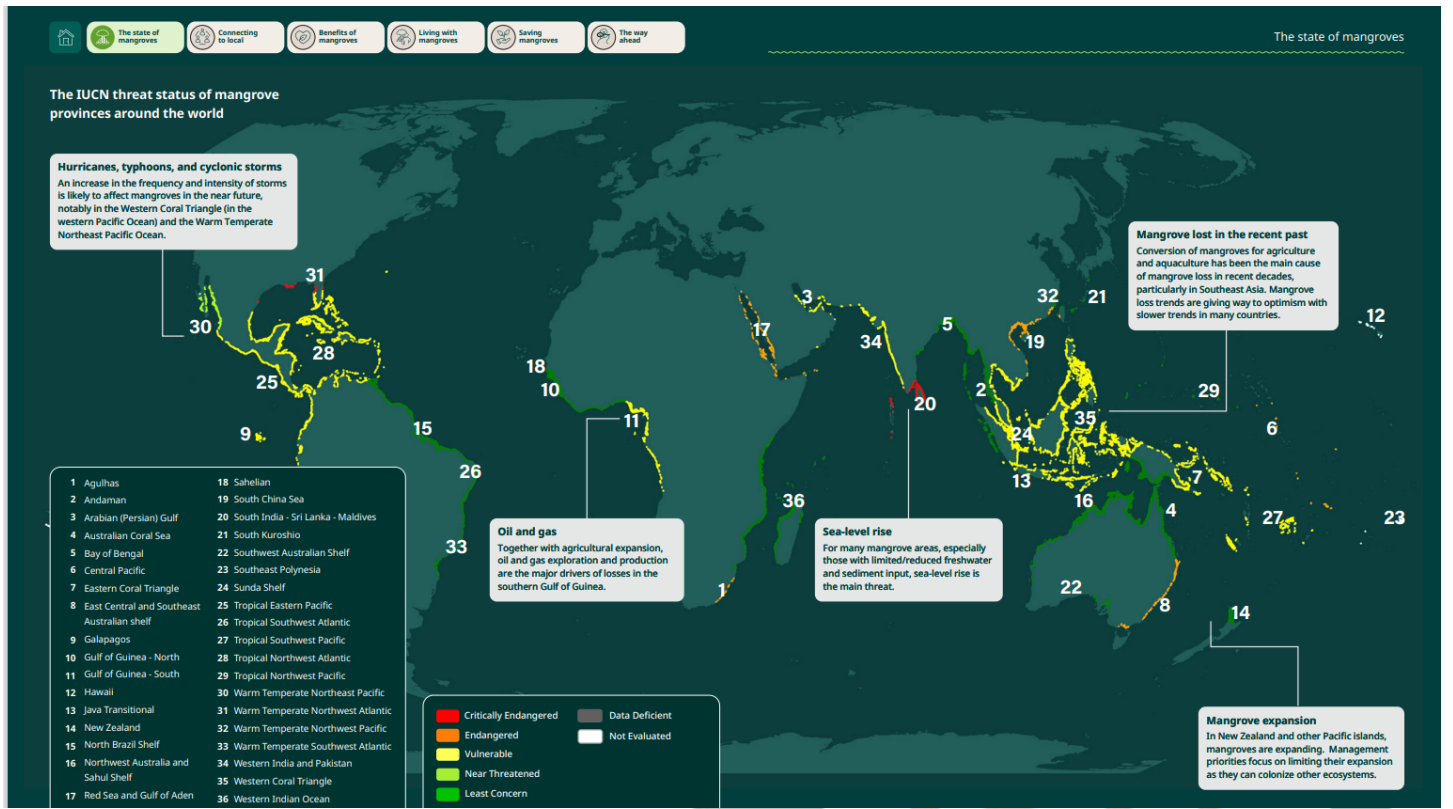 The state of
mangroves
Connecting
to local
Benefits of
mangroves
Living with
mangroves
Saving
mangroves
The way
ahead
The state of mangroves
The IUCN threat status of mangrove
provinces around the world
Hurricanes, typhoons, and cyclonic storms
An increase in the frequency and intensity of storms
is likely to affect mangroves in the near future,
notably in the Western Coral Triangle (in the
western Pacific Ocean) and the Warm Temperate
Northeast Pacific Ocean.
Mangrove lost in the recent past
Conversion of mangroves for agriculture
and aquaculture has been the main cause
of mangrove loss in recent decades,
particularly in Southeast Asia. Mangrove
loss trends are giving way to optimism with
slower trends in many countries.
31
30
28
25
9
15
26
33
18
10
11
17
3
34
5
20
2
32
21
19
12
29
6
35
24
13
16
7
4
27
23
36
1
22
8
14
Oil and gas
Together with agricultural expansion,
oil and gas exploration and production
are the major drivers of losses in the
southern Gulf of Guinea.
Sea-level rise
For many mangrove areas, especially
those with limited/reduced freshwater
and sediment input, sea-level rise is
the main threat.
Mangrove expansion
In New Zealand and other Pacific islands,
mangroves are expanding. Management
priorities focus on limiting their expansion
as they can colonize other ecosystems.
1 Agulhas
2 Andaman
3 Arabian (Persian) Gulf
4 Australian Coral Sea
5 Bay of Bengal
6 Central Pacific
7 Eastern Coral Triangle
8 East Central and Southeast
Australian shelf
9 Galapagos
10 Gulf of Guinea - North
11 Gulf of Guinea - South
12 Hawaii
13 Java Transitional
14 New Zealand
15 North Brazil Shelf
16 Northwest Australia and
Sahul Shelf
17 Red Sea and Gulf of Aden
18 Sahelian
19 South China Sea
20 South India - Sri Lanka - Maldives
21 South Kuroshio
22 Southwest Australian Shelf
23 Southeast Polynesia
24 Sunda Shelf
25 Tropical Eastern Pacific
26 Tropical Southwest Atlantic
27 Tropical Southwest Pacific
28 Tropical Northwest Atlantic
29 Tropical Northwest Pacific
30 Warm Temperate Northeast Pacific
31 Warm Temperate Northwest Atlantic
32 Warm Temperate Northwest Pacific
33 Warm Temperate Southwest Atlantic
34 Western India and Pakistan
35 Western Coral Triangle
36 Western Indian Ocean
Critically Endangered
Endangered
Vulnerable
Near Threatened
Least Concern
Data Deficient
Not Evaluated